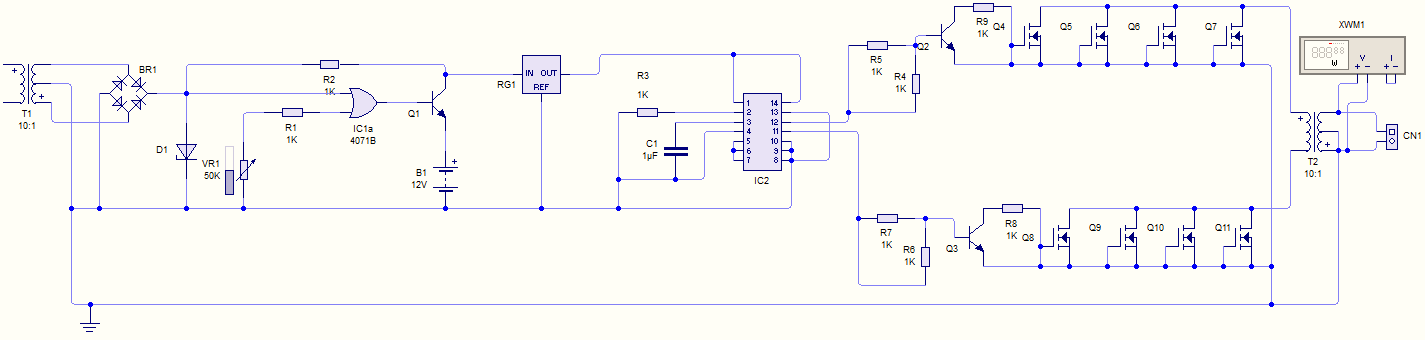 T1
10:1
BR1
D1
VR1
50K
R1
1K
R2
1K
IC1a
4071B
Q1
B1
12V
RG1
IN OUT
REF
R3
1K
C1
1µF
1 14
2 13
3 12
4 11
5 10
6 9
7 8
IC2
R5
1K
R4
1K
Q2
R9
1K
Q4
Q5
Q6
Q7
R7
1K
R6
1K
Q3
R8
1K
Q8
Q9
Q10
Q11
XWM1
W
V
I
T2
10:1
CN1